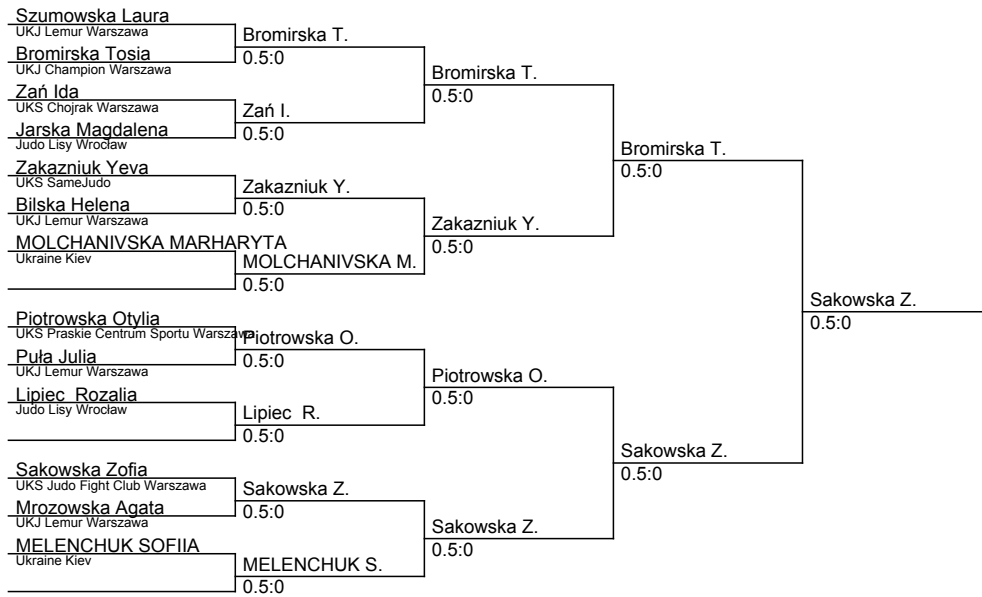 Szumowska Laura
UKJ Lemur Warszawa
Bromirska T.
0.5:0
Bromirska Tosia
UKJ Champion Warszawa
Bromirska T.
0.5:0
Zań Ida
UKS Chojrak Warszawa
Zań I.
0.5:0
Jarska Magdalena
Judo Lisy Wrocław
Bromirska T.
0.5:0
Zakazniuk Yeva
UKS SameJudo
Zakazniuk Y.
0.5:0
Bilska Helena
UKJ Lemur Warszawa
Zakazniuk Y.
0.5:0
MOLCHANIVSKA MARHARYTA
Ukraine Kiev
MOLCHANIVSKA M.
0.5:0
Sakowska Z.
0.5:0
Piotrowska Otylia
UKS Praskie Centrum Sportu Warszawa
Piotrowska O.
0.5:0
Puła Julia
UKJ Lemur Warszawa
Piotrowska O.
0.5:0
Lipiec  Rozalia
Judo Lisy Wrocław
Lipiec  R.
0.5:0
Sakowska Z.
0.5:0
Sakowska Zofia
UKS Judo Fight Club Warszawa
Sakowska Z.
0.5:0
Mrozowska Agata
UKJ Lemur Warszawa
Sakowska Z.
0.5:0
MELENCHUK SOFIIA
Ukraine Kiev
MELENCHUK S.
0.5:0